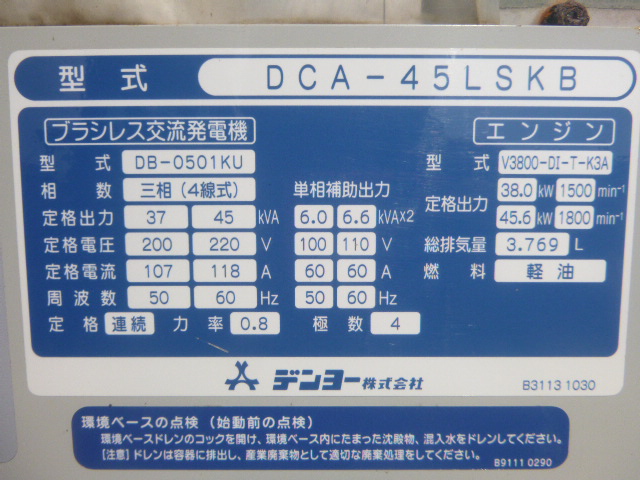 型式 DCA-45LSKB
ブラシレス交流発電機 エンジン
型式 DB-0501KU 型式 V3800-DI-T-K3A
相数 三相(4線式) 単相補助出力 定格出力 38.0 kW 1500 min⁻¹
定格出力 37 45 kVA 6.0 6.6 kVA×2 45.6 kW 1800 min⁻¹
定格電圧 200 220 V 100 110 V 総排気量 3.769 L
定格電流 107 118 A 60 60 A 燃料 軽油
周波数 50 60 Hz 50 60 Hz
定格 連続 力率 0.8 極数 4
デンヨー株式会社 B3113 1030
環境ベースの点検(始動前の点検)
環境ベースドレンのコックを開け、環境ベース内にたまった沈殿物、混入水をドレンしてください。
[注意]ドレンは容器に排出し、産業廃棄物として適切な廃棄処理をしてください。
B9111 0290